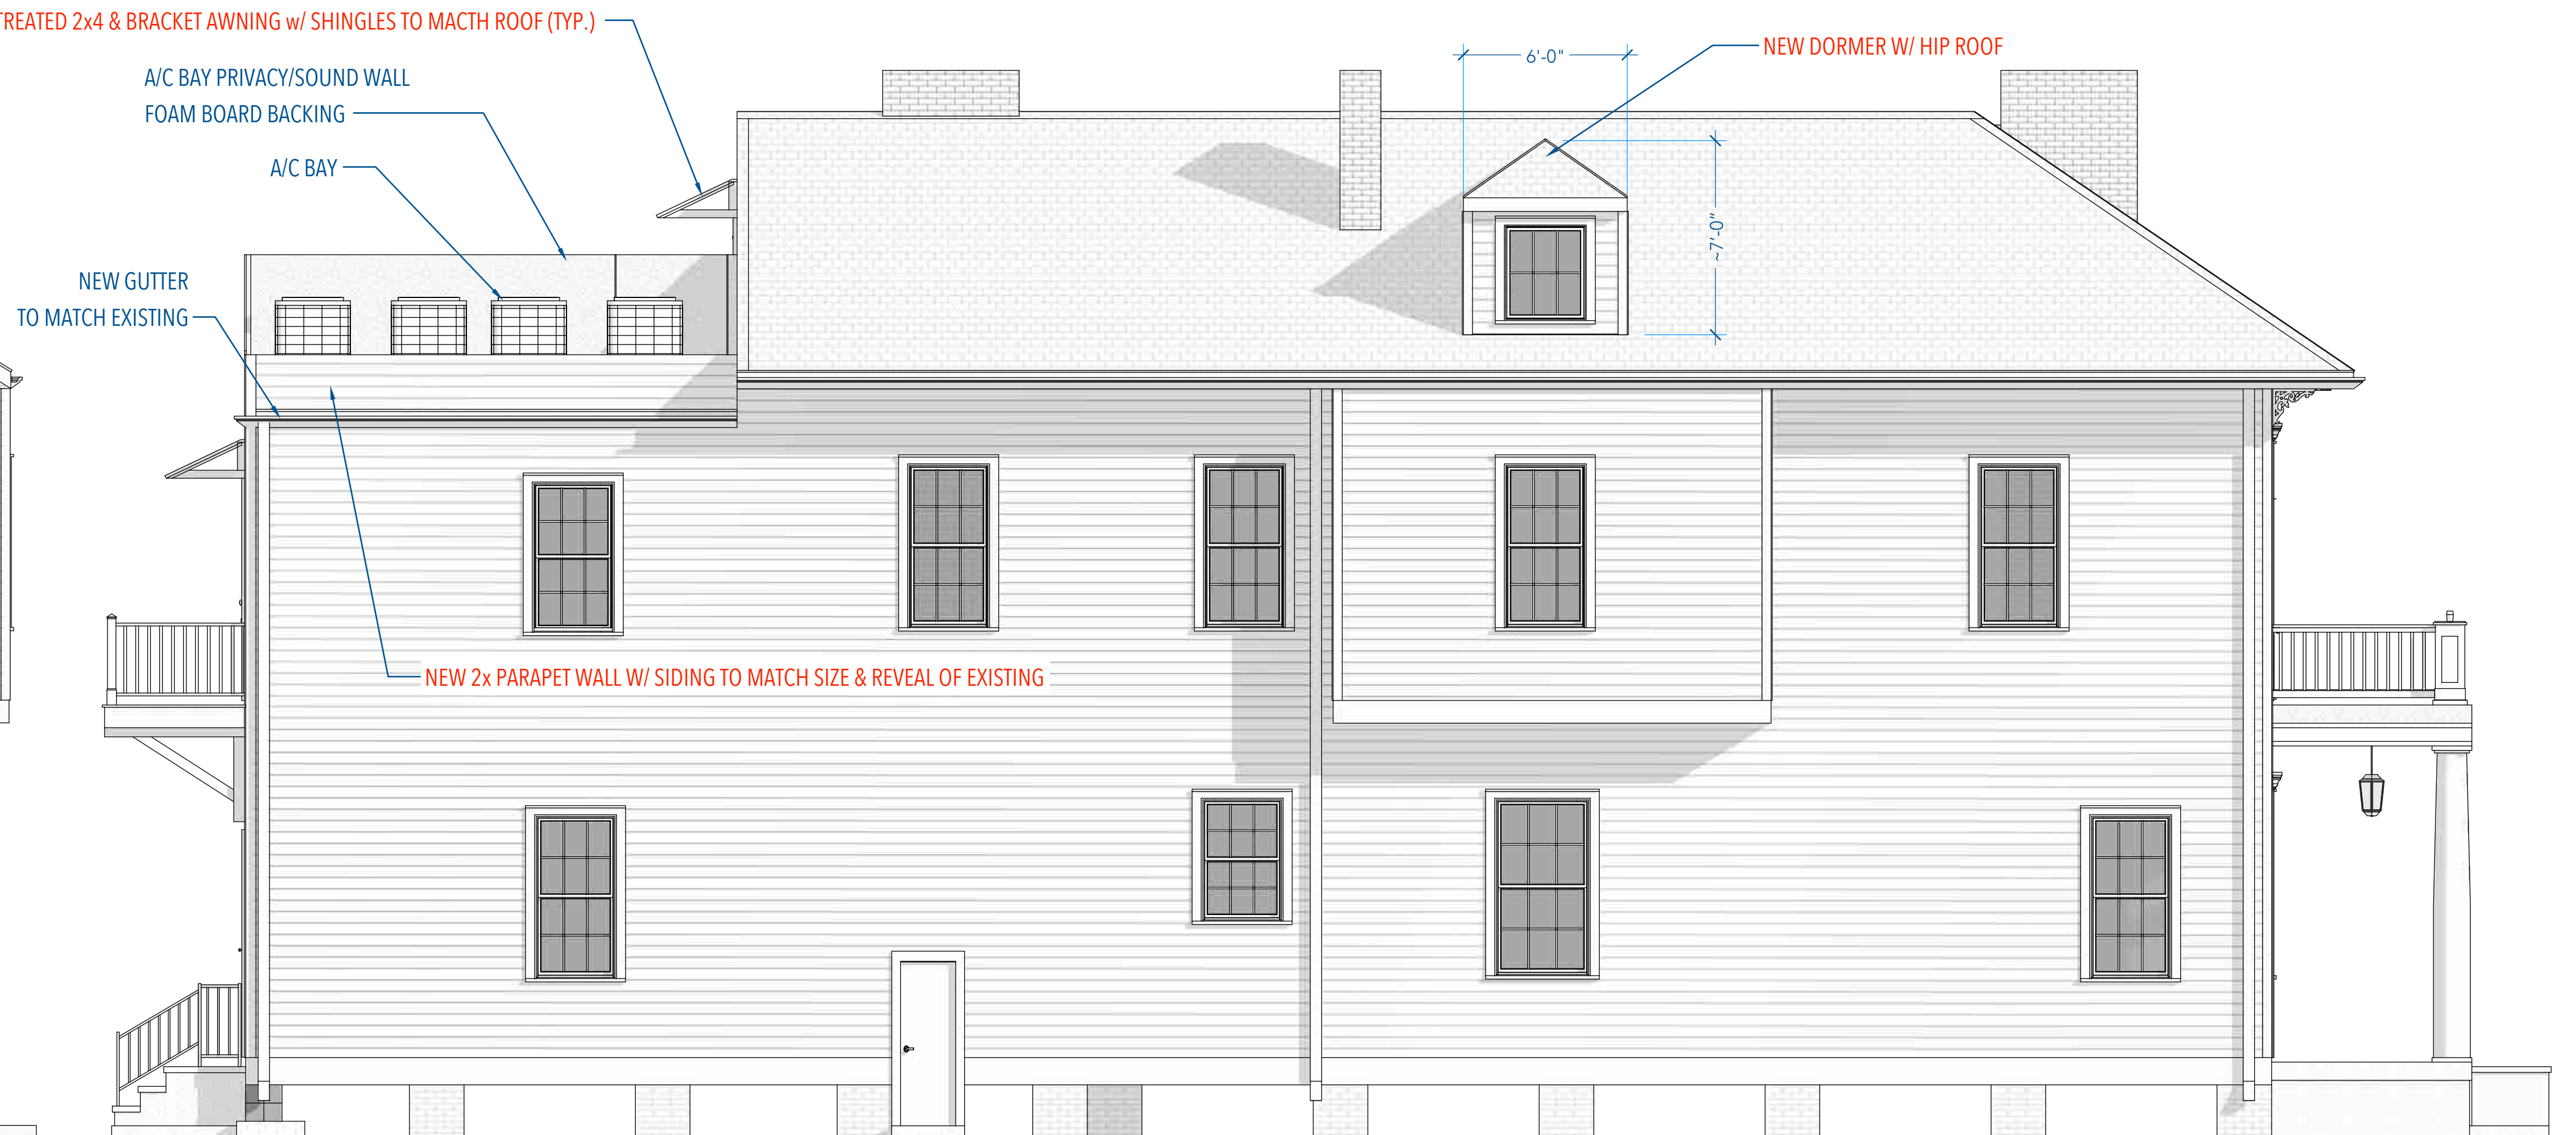 TREATED 2x4 & BRACKET AWNING w/ SHINGLES TO MACTH ROOF (TYP.)
A/C BAY PRIVACY/SOUND WALL
FOAM BOARD BACKING
A/C BAY
NEW GUTTER
TO MATCH EXISTING
6'-0"
NEW DORMER W/ HIP ROOF
~7'-0"
NEW 2x PARAPET WALL W/ SIDING TO MATCH SIZE & REVEAL OF EXISTING